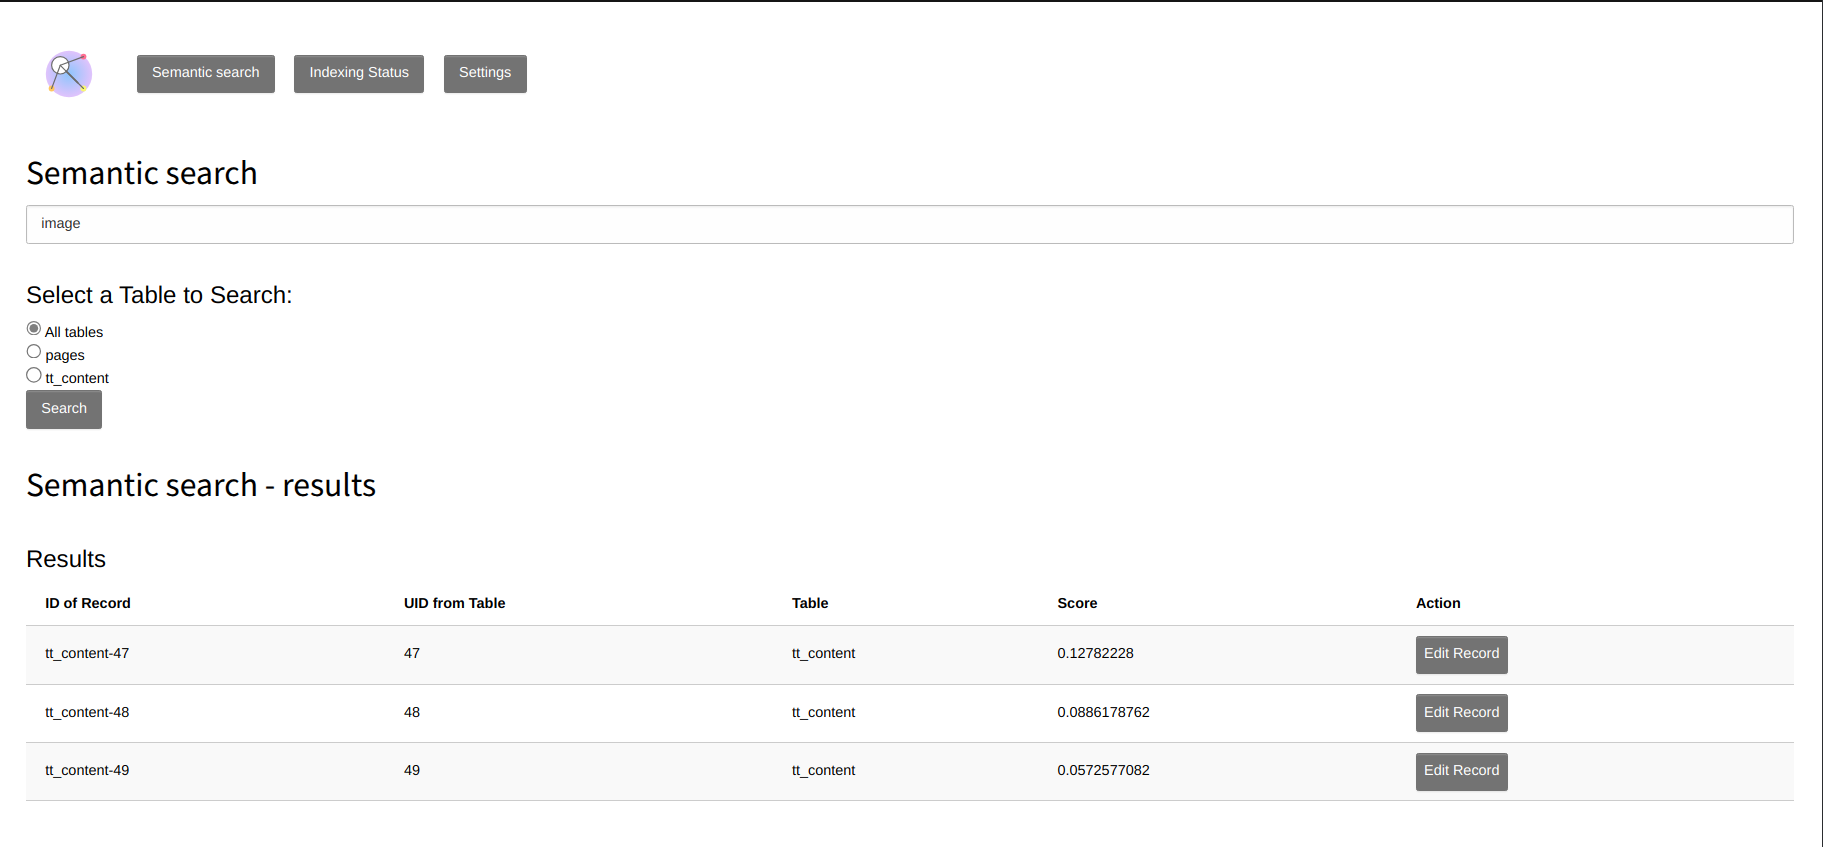 Semantic search Indexing Status Settings
Semantic search
image
Select a Table to Search:
All tables
pages
tt_content
Search
Semantic search - results
Results
ID of Record UID from Table Table Score Action
tt_content-47 47 tt_content 0.12782228 Edit Record
tt_content-48 48 tt_content 0.0886178762 Edit Record
tt_content-49 49 tt_content 0.0572577082 Edit Record